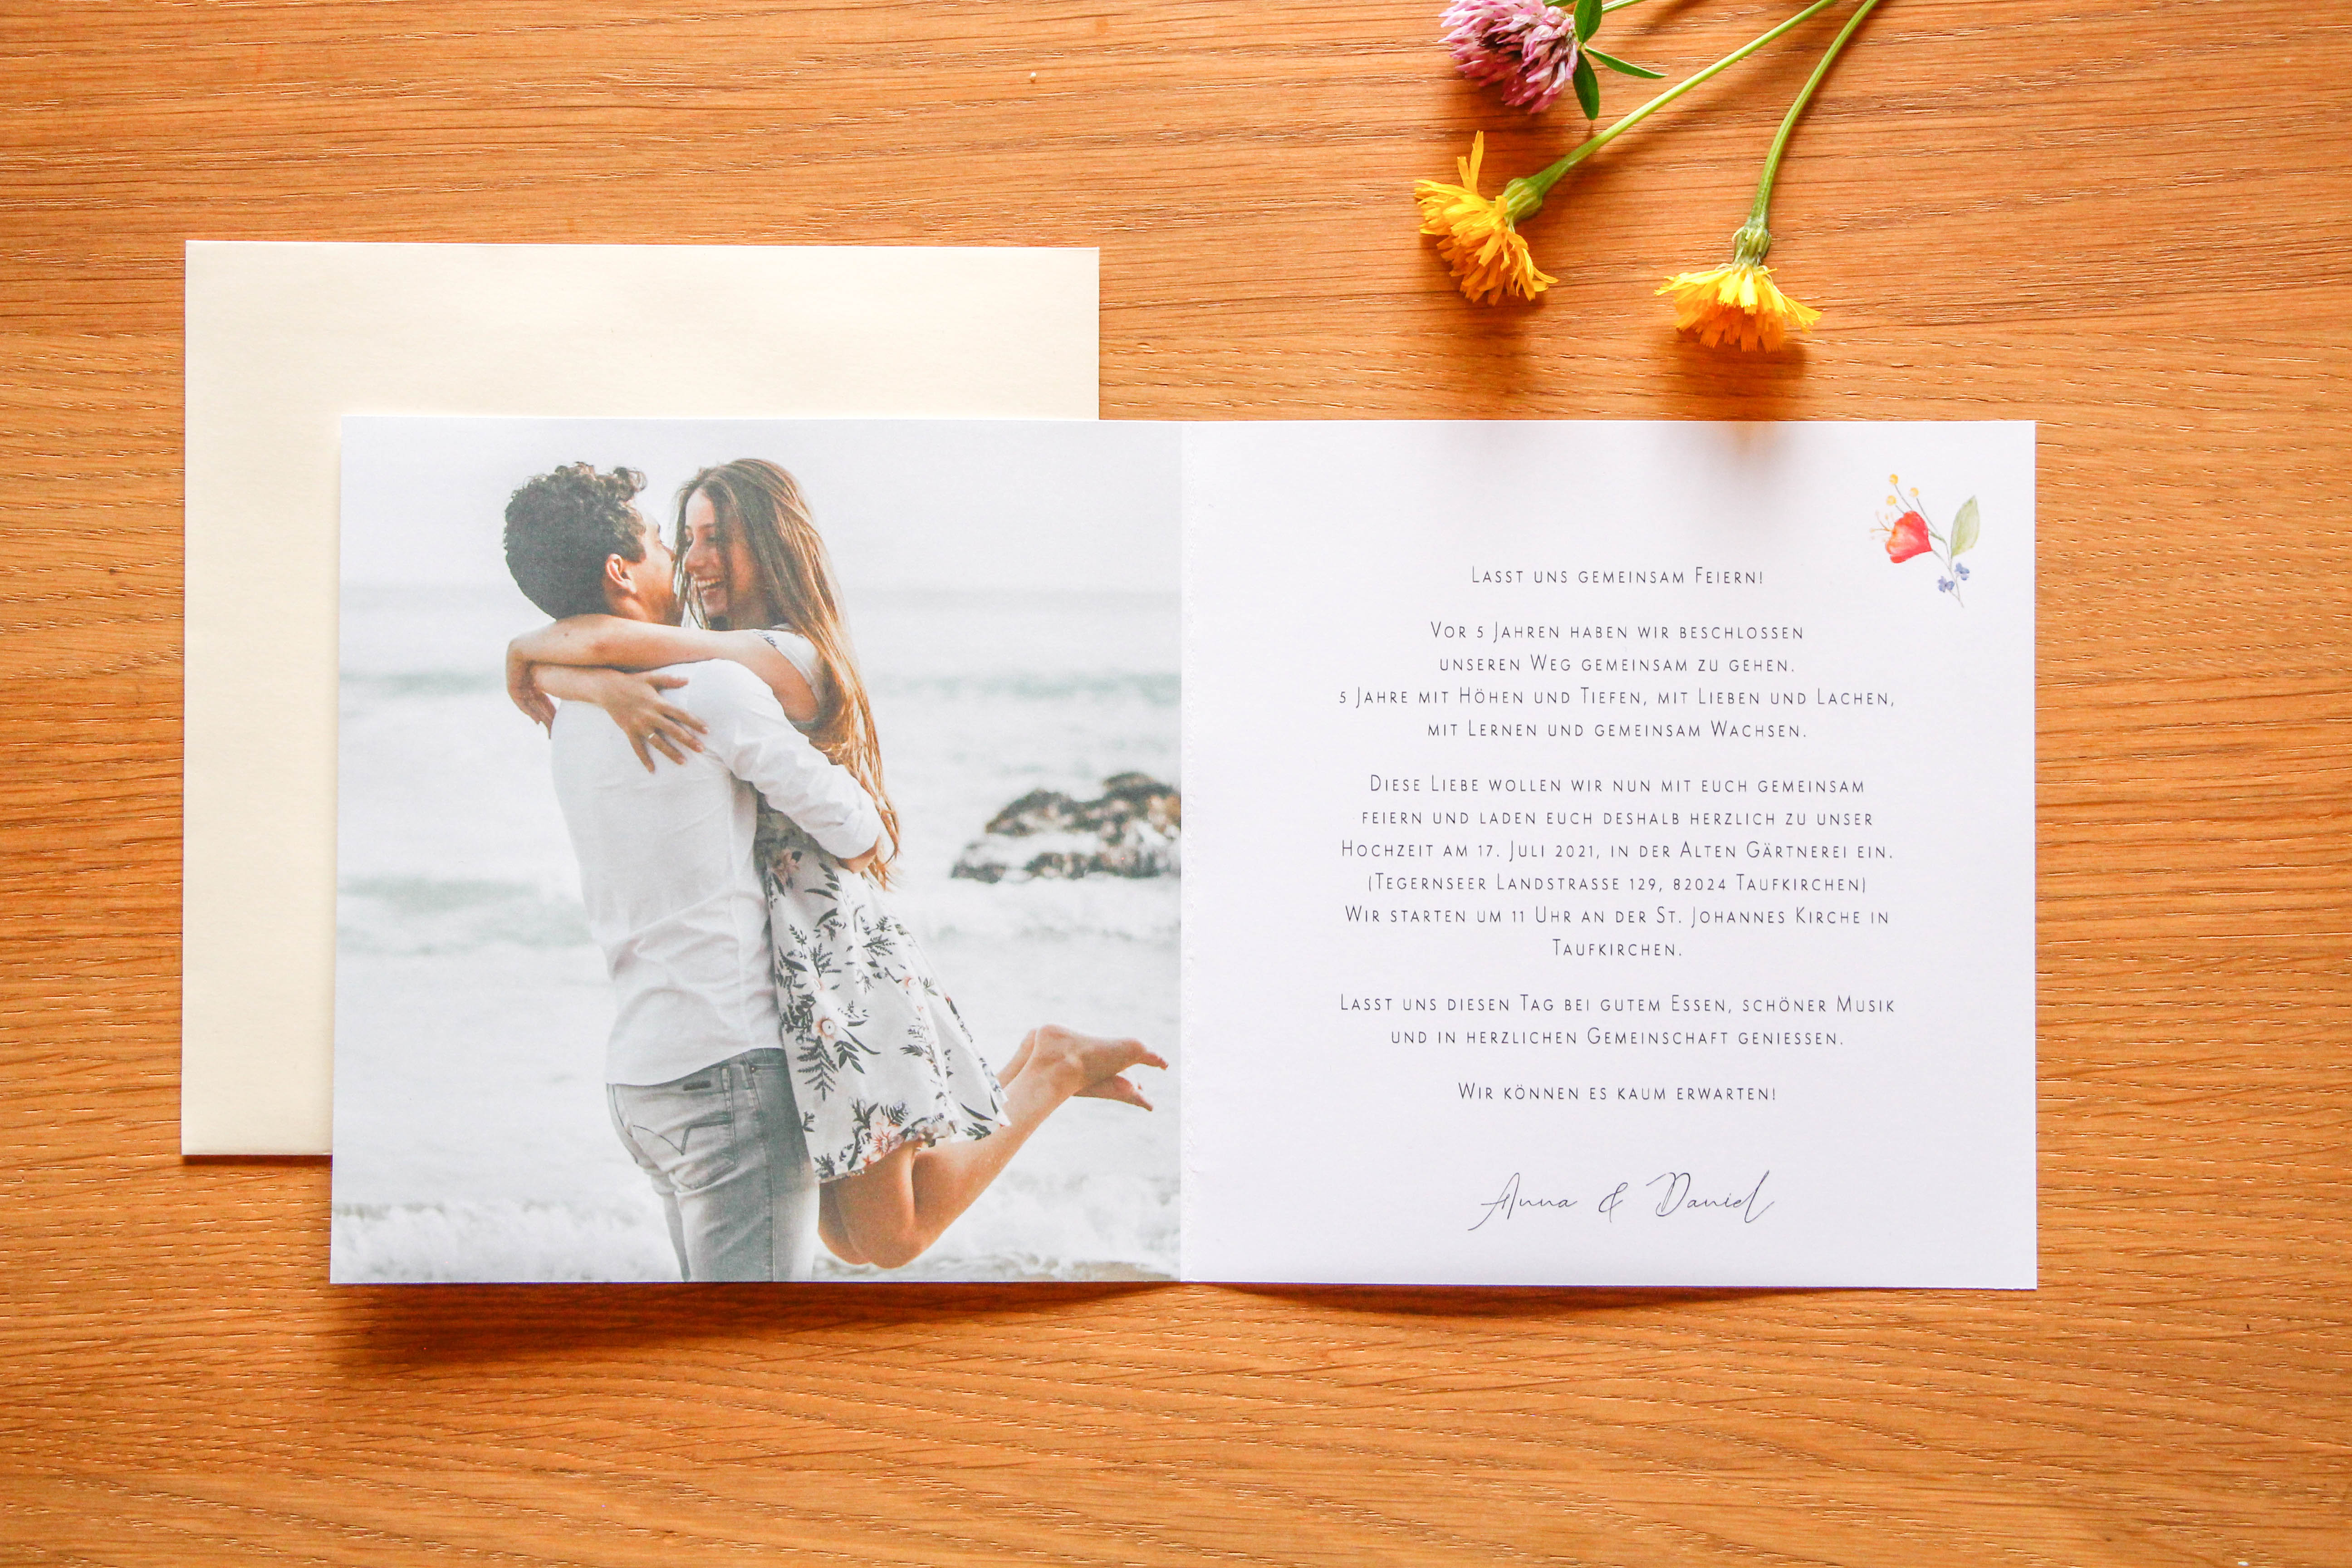 Lasst uns gemeinsam Feiern!
Vor 5 Jahren haben wir beschlossen
unseren Weg gemeinsam zu gehen.
5 Jahre mit Höhen und Tiefen, mit Lieben und Lachen,
mit Lernen und gemeinsam Wachsen.
Diese Liebe wollen wir nun mit euch gemeinsam
feiern und laden euch deshalb herzlich zu unser
Hochzeit am 17. Juli 2021, in der Alten Gärtnerei ein.
(Tegernseer Landstrasse 129, 82024 Taufkirchen)
Wir starten um 11 Uhr an der St. Johannes Kirche in
Taufkirchen.
Lasst uns diesen Tag bei gutem Essen, schöner Musik
und in herzlichen Gemeinschaft geniessen.
Wir können es kaum erwarten!
Anna & Daniel